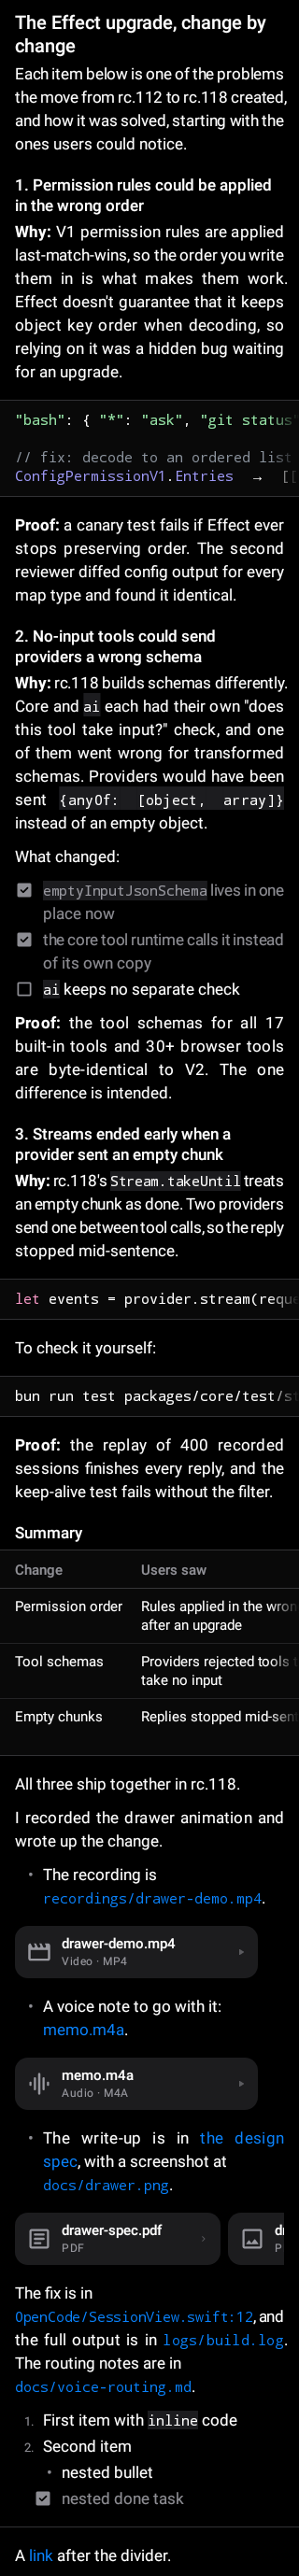 The Effect upgrade, change by
change
Each item below is one of the problems
the move from rc.112 to rc.118 created,
and how it was solved, starting with the
ones users could notice.
1. Permission rules could be applied
in the wrong order
Why: V1 permission rules are applied
last-match-wins, so the order you write
them in is what makes them work.
Effect doesn't guarantee that it keeps
object key order when decoding, so
relying on it was a hidden bug waiting
for an upgrade.
"bash": { "*": "ask", "git status"
// fix: decode to an ordered list
ConfigPermissionV1.Entries → [[
Proof: a canary test fails if Effect ever
stops preserving order. The second
reviewer diffed config output for every
map type and found it identical.
2. No-input tools could send
providers a wrong schema
Why: rc.118 builds schemas differently.
Core and ai each had their own "does
this tool take input?" check, and one
of them went wrong for transformed
schemas. Providers would have been
sent {anyOf: [object, array]}
instead of an empty object.
What changed:
emptyInputJsonSchema lives in one
place now
the core tool runtime calls it instead
of its own copy
ai keeps no separate check
Proof: the tool schemas for all 17
built-in tools and 30+ browser tools
are byte-identical to V2. The one
difference is intended.
3. Streams ended early when a
provider sent an empty chunk
Why: rc.118's Stream.takeUntil treats
an empty chunk as done. Two providers
send one between tool calls, so the reply
stopped mid-sentence.
let events = provider.stream(reque
To check it yourself:
bun run test packages/core/test/st
Proof: the replay of 400 recorded
sessions finishes every reply, and the
keep-alive test fails without the filter.
Summary
Change Users saw
Permission order Rules applied in the wron
after an upgrade
Tool schemas Providers rejected tools t
take no input
Empty chunks Replies stopped mid-sent
All three ship together in rc.118.
I recorded the drawer animation and
wrote up the change.
• The recording is
recordings/drawer-demo.mp4.
drawer-demo.mp4
Video · MP4
• A voice note to go with it:
memo.m4a.
memo.m4a
Audio · M4A
• The write-up is in the design
spec, with a screenshot at
docs/drawer.png.
drawer-spec.pdf
PDF
dr
P
The fix is in
OpenCode/SessionView.swift:12, and
the full output is in logs/build.log.
The routing notes are in
docs/voice-routing.md.
1. First item with inline code
2. Second item
• nested bullet
nested done task
A link after the divider.